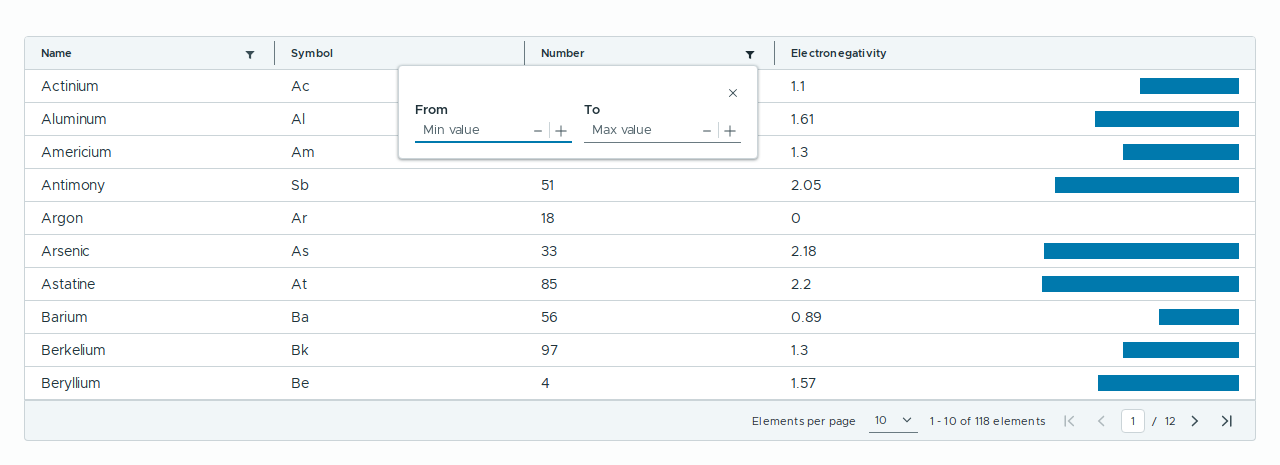 Name Symbol Number Electronegativity
Actinium Ac 1.1
From To
Min value Max value
Aluminum Al 1.61
Americium Am 1.3
Antimony Sb 51 2.05
Argon Ar 18 0
Arsenic As 33 2.18
Astatine At 85 2.2
Barium Ba 56 0.89
Berkelium Bk 97 1.3
Beryllium Be 4 1.57
Elements per page 10 1 - 10 of 118 elements 1 / 12